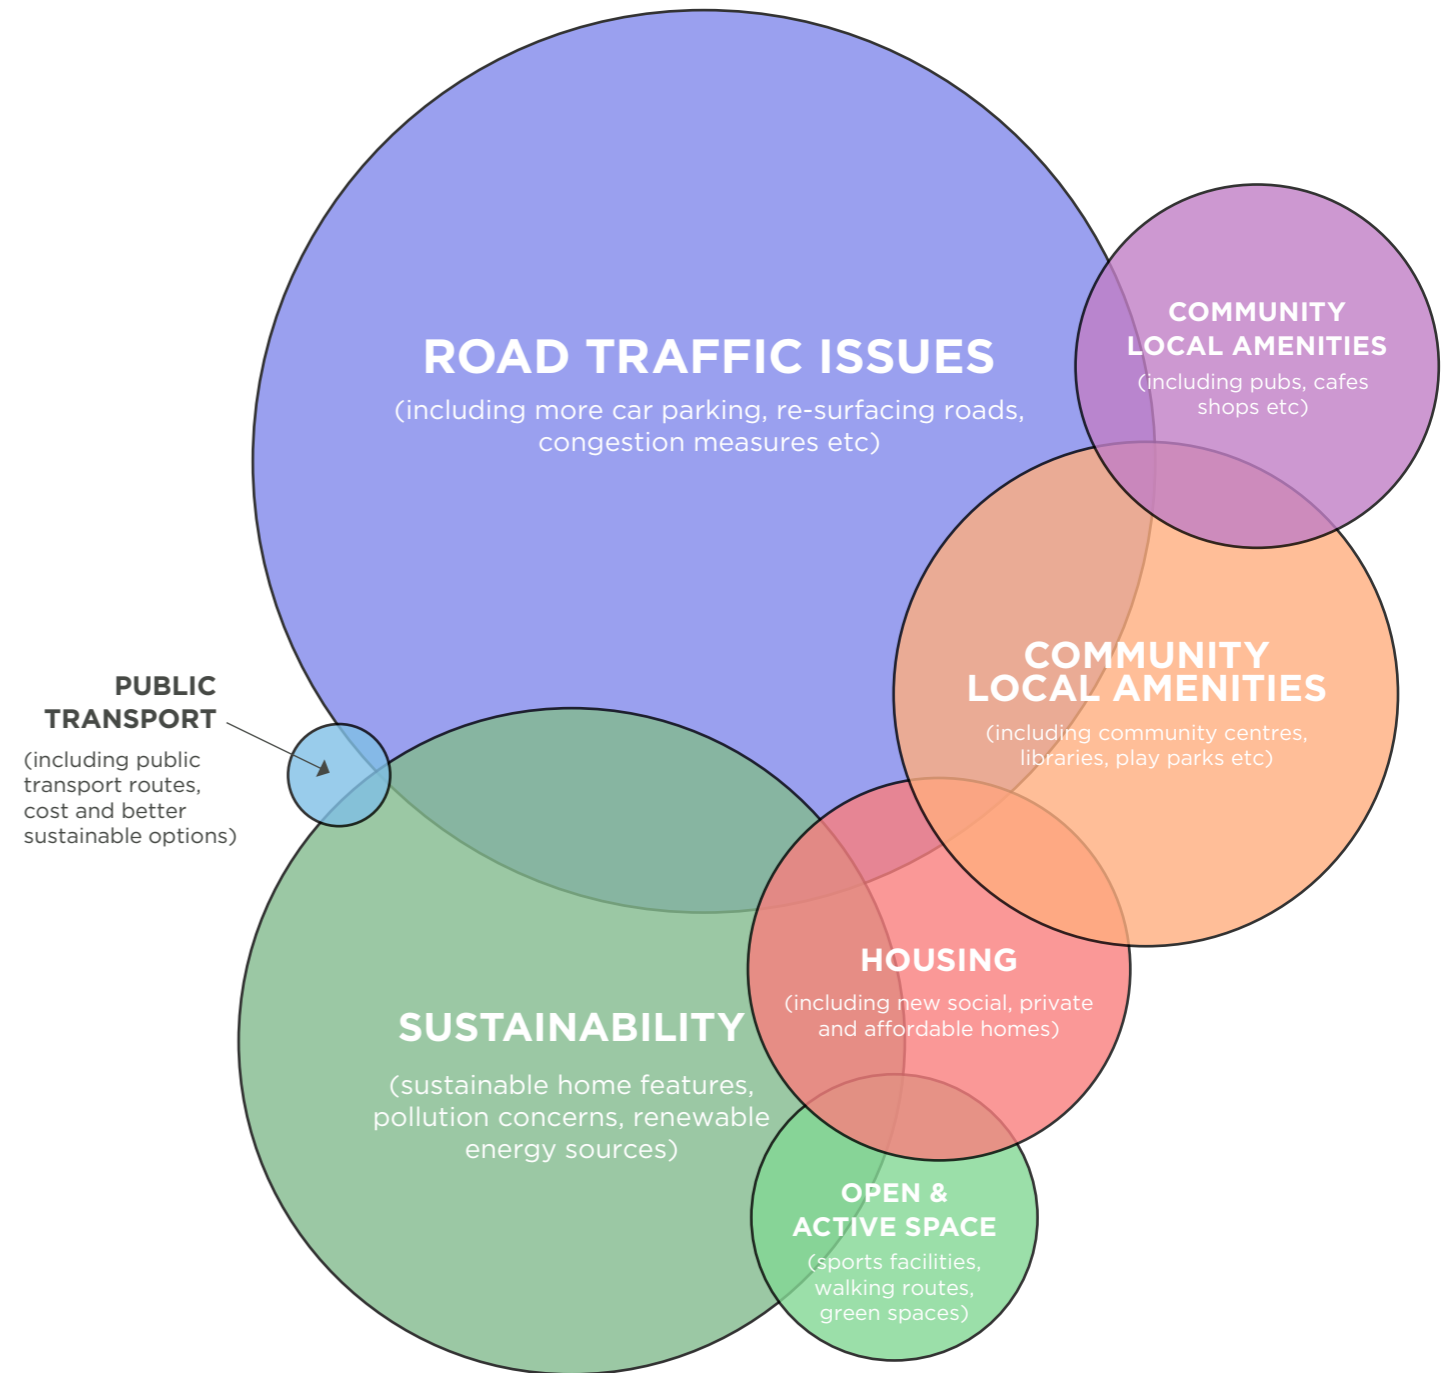 ROAD TRAFFIC ISSUES
(including more car parking, re-surfacing roads,
congestion measures etc)
COMMUNITY
LOCAL AMENITIES
(including pubs, cafes
shops etc)
COMMUNITY
LOCAL AMENITIES
(including community centres,
libraries, play parks etc)
PUBLIC
TRANSPORT
(including public
transport routes,
cost and better
sustainable options)
HOUSING
(including new social, private
and affordable homes)
SUSTAINABILITY
(sustainable home features,
pollution concerns, renewable
energy sources)
OPEN &
ACTIVE SPACE
(sports facilities,
walking routes,
green spaces)